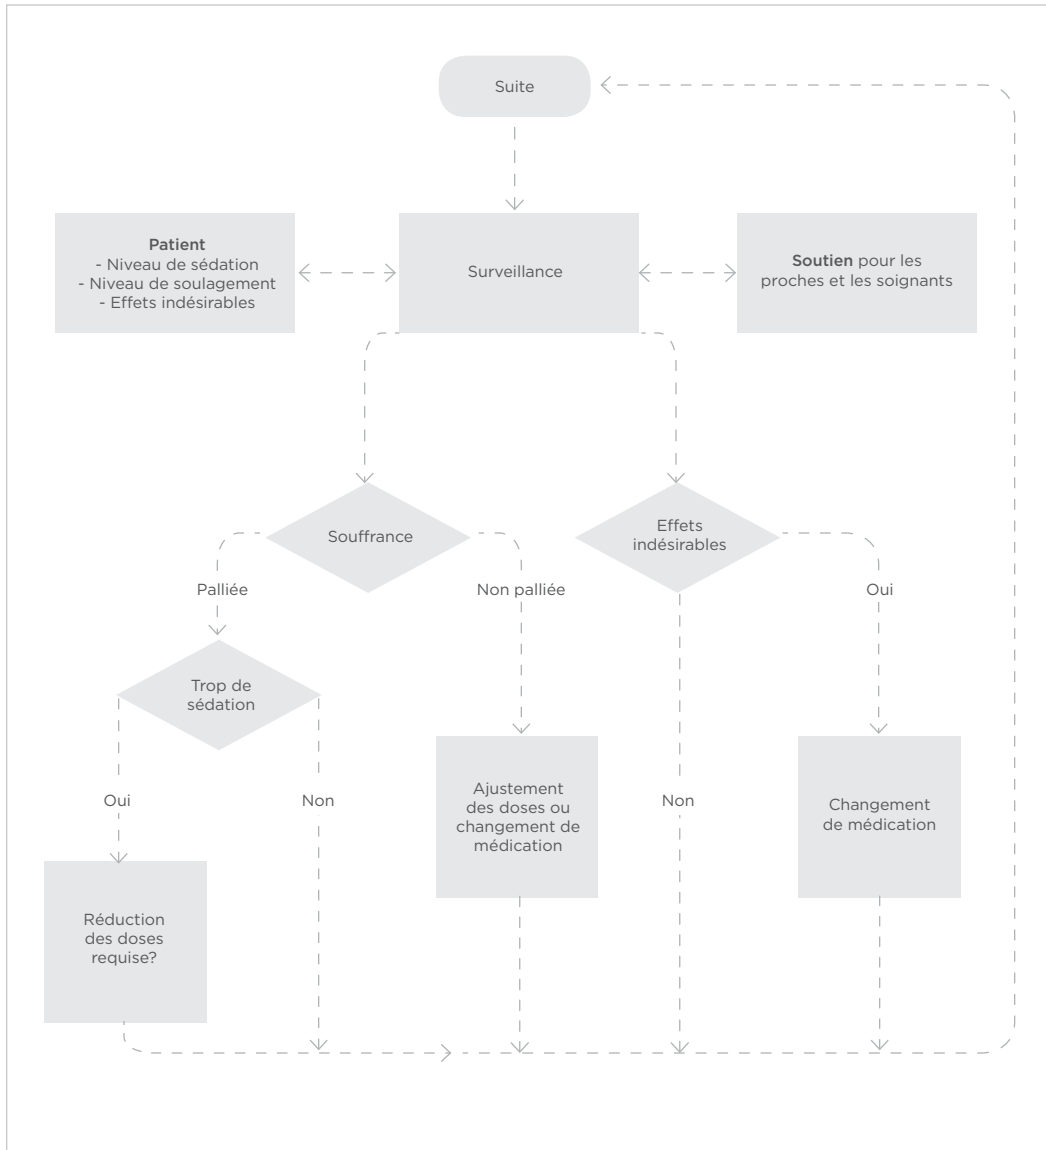 Suite
Patient
- Niveau de sédation
- Niveau de soulagement
- Effets indésirables
Surveillance
Soutien pour les
proches et les soignants
Souffrance
Effets
indésirables
Palliée
Non palliée
Oui
Trop de
sédation
Oui
Non
Ajustement
des doses ou
changement de
médication
Non
Changement
de médication
Réduction
des doses
requise?